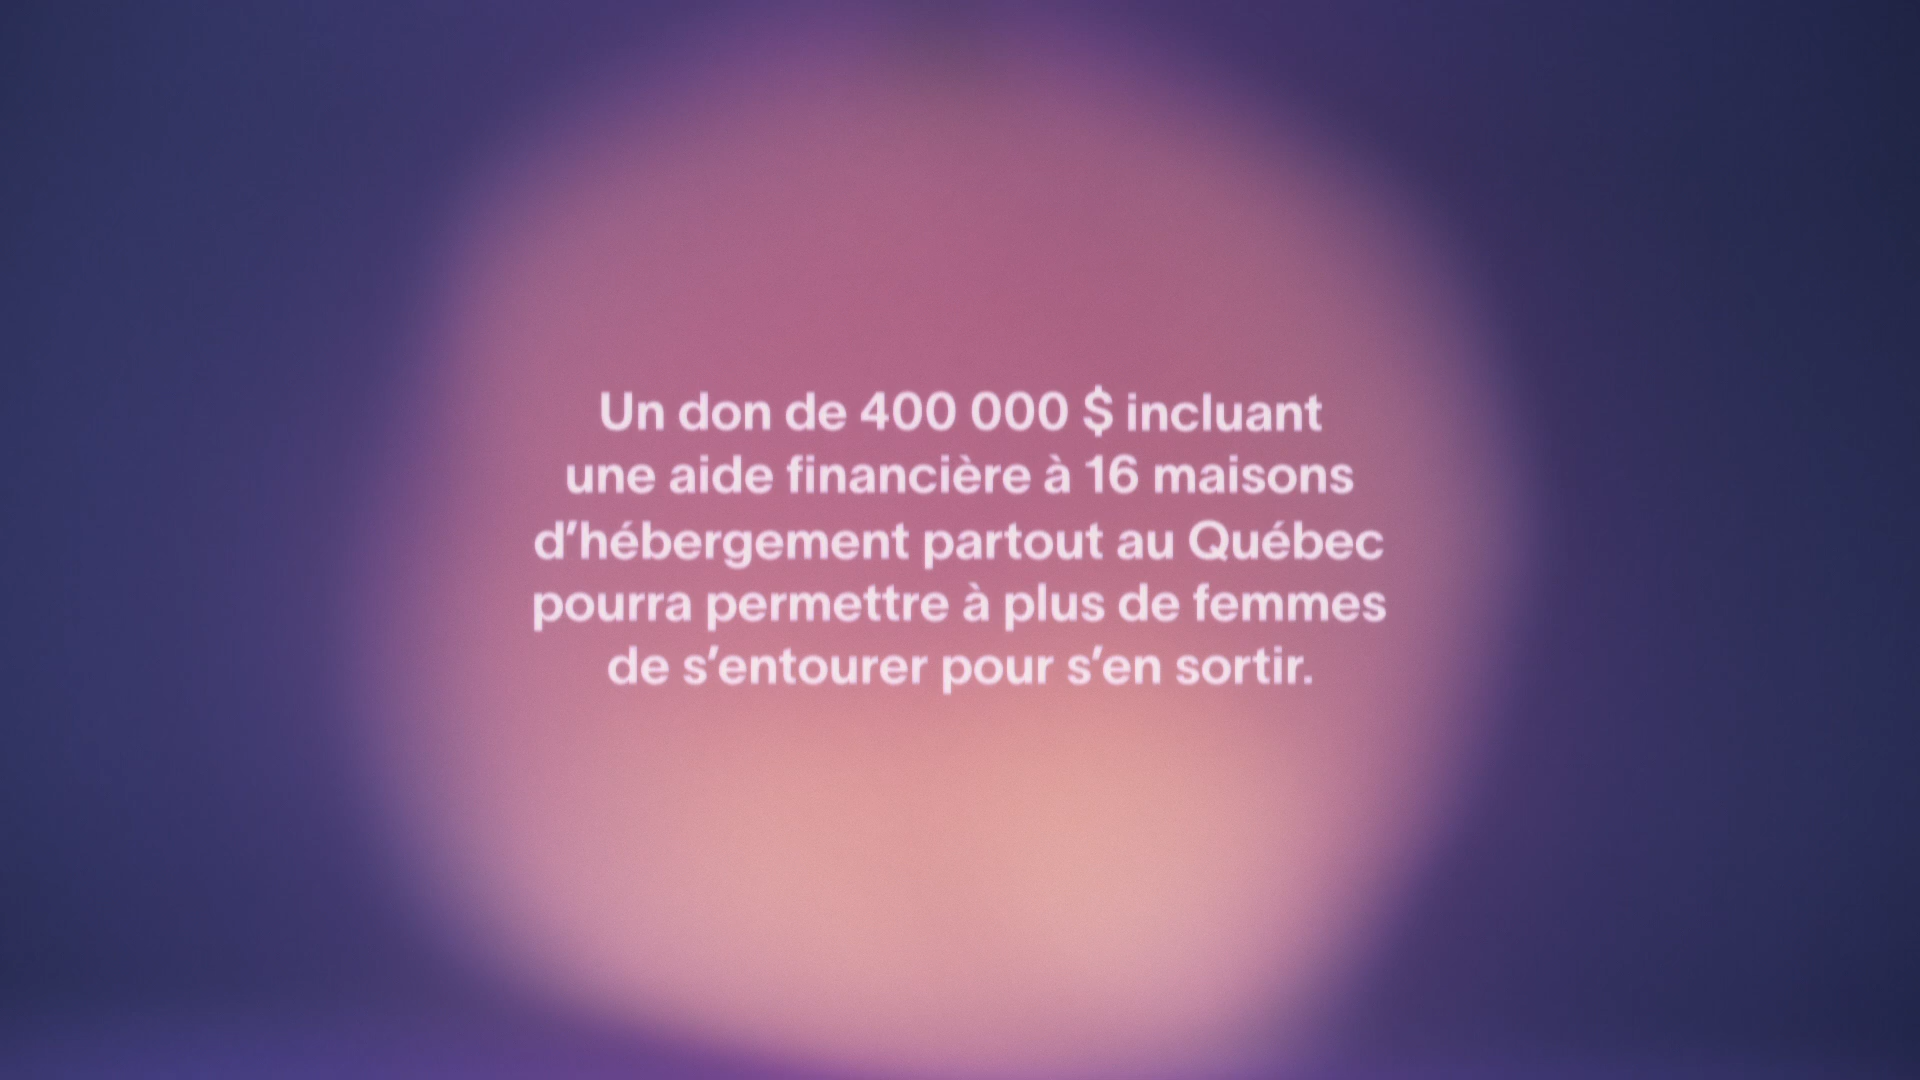 Un don de 400 000 $ incluant
une aide financière à 16 maisons
d’hébergement partout au Québec
pourra permettre à plus de femmes
de s’entourer pour s’en sortir.